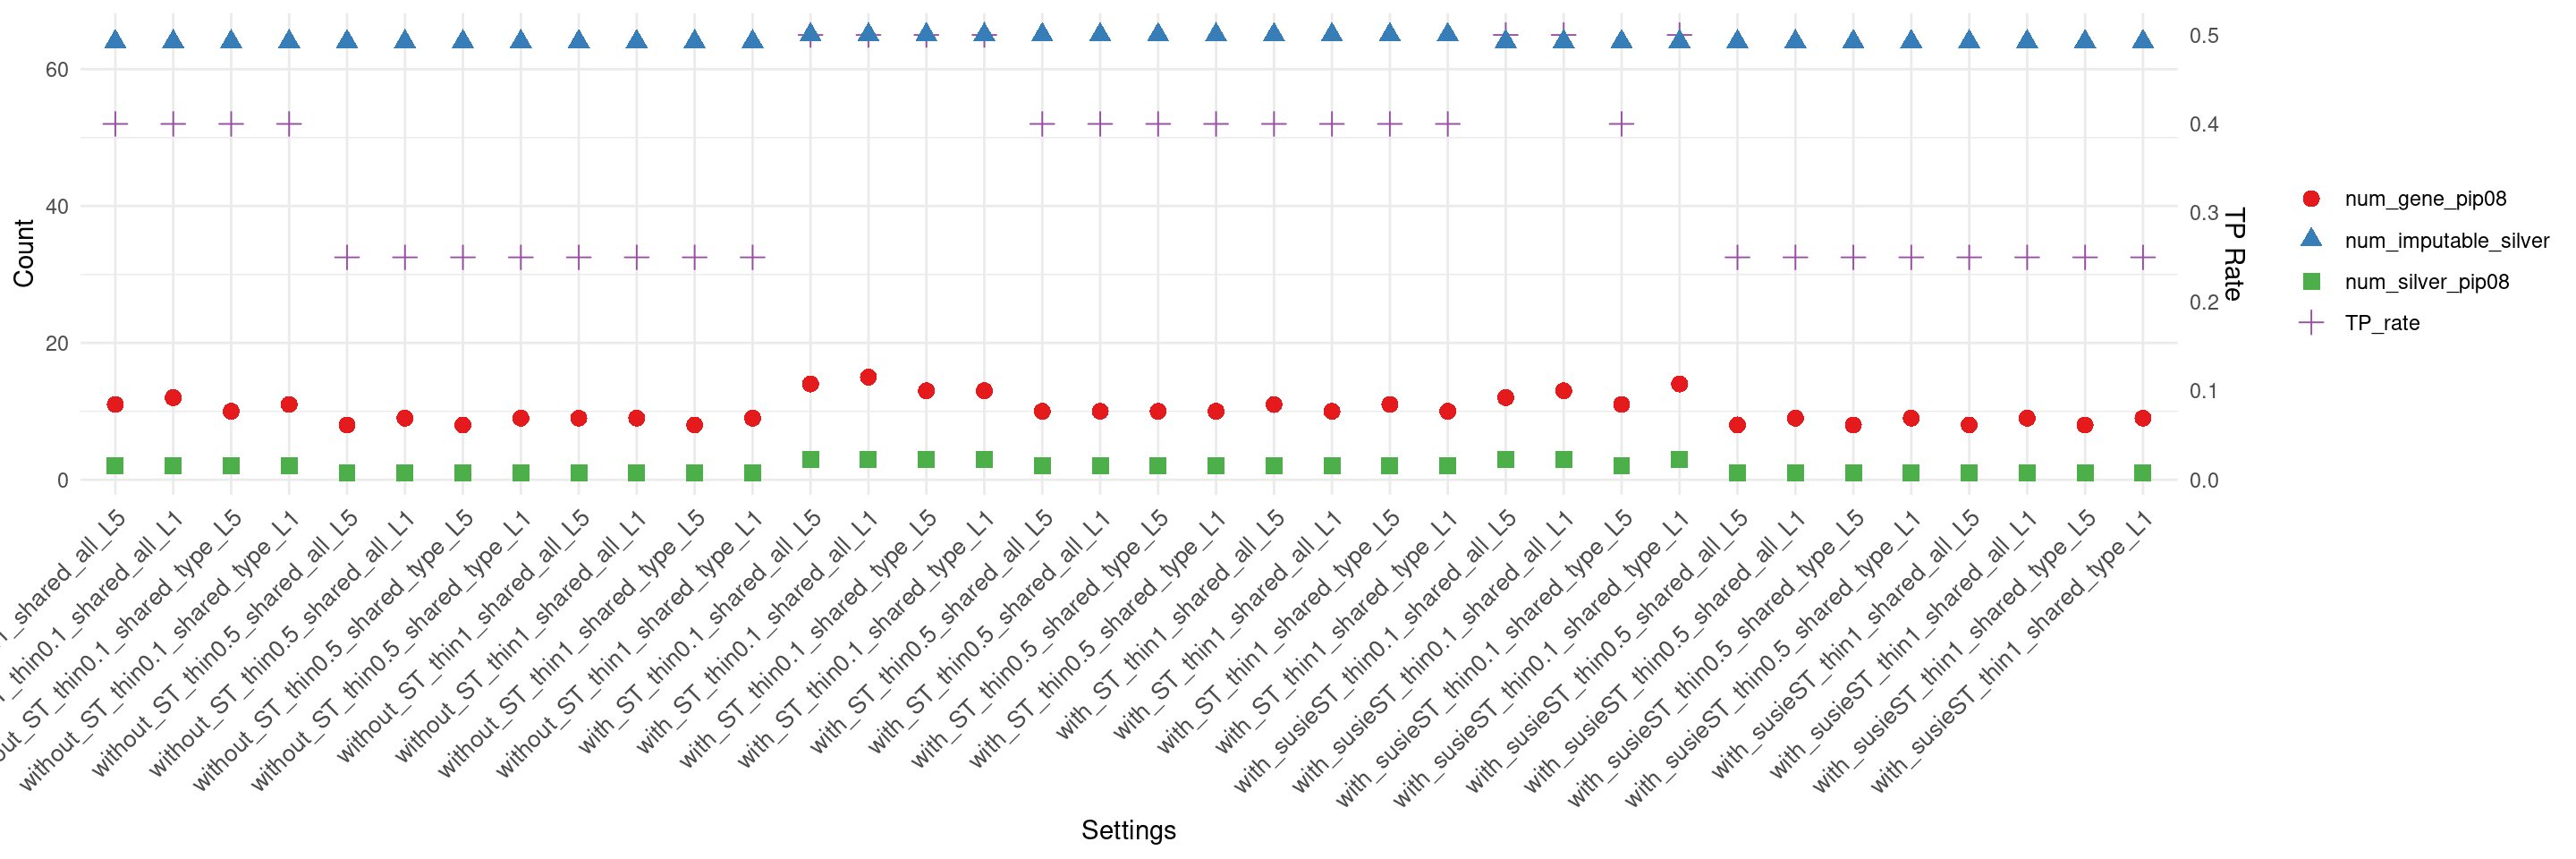 Count
60
40
20
0
0.5
0.4
0.3
0.2
0.1
0.0
TP Rate
num_gene_pip08
num_imputable_silver
num_silver_pip08
TP_rate
_shared_all_L5
_thin0.1_shared_all_L1
_ST_thin0.1_shared_type_L5
without_ST_thin0.1_shared_type_L1
without_ST_thin0.5_shared_all_L5
without_ST_thin0.5_shared_all_L1
without_ST_thin0.5_shared_type_L5
without_ST_thin0.5_shared_type_L1
without_ST_thin1_shared_all_L5
without_ST_thin1_shared_all_L1
without_ST_thin1_shared_type_L5
without_ST_thin1_shared_type_L1
with_ST_thin0.1_shared_all_L5
with_ST_thin0.1_shared_all_L1
with_ST_thin0.1_shared_type_L5
with_ST_thin0.1_shared_type_L1
with_ST_thin0.5_shared_all_L5
with_ST_thin0.5_shared_all_L1
with_ST_thin0.5_shared_type_L5
with_ST_thin0.5_shared_type_L1
with_ST_thin1_shared_all_L5
with_ST_thin1_shared_all_L1
with_ST_thin1_shared_type_L5
with_ST_thin1_shared_type_L1
with_susieST_thin0.1_shared_all_L5
with_susieST_thin0.1_shared_all_L1
with_susieST_thin0.1_shared_type_L5
with_susieST_thin0.1_shared_type_L1
with_susieST_thin0.5_shared_all_L5
with_susieST_thin0.5_shared_all_L1
with_susieST_thin0.5_shared_type_L5
with_susieST_thin0.5_shared_type_L1
with_susieST_thin1_shared_all_L5
with_susieST_thin1_shared_all_L1
with_susieST_thin1_shared_type_L5
with_susieST_thin1_shared_type_L1
Settings